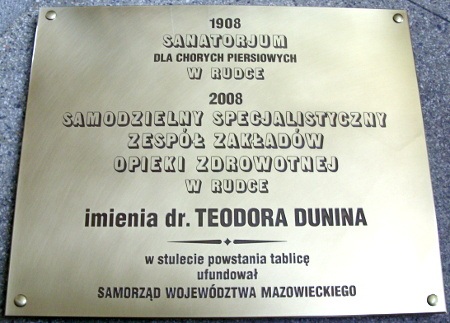 1908
SANATORJUM
DLA CHORYCH PIERSIOWYCH
W RUDCE
2008
SAMODZIELNY SPECJALISTYCZNY
ZESPÓŁ ZAKŁADÓW
OPIEKI ZDROWOTNEJ
W RUDCE
imienia dr. TEODORA DUNINA
w stulecie powstania tablicę
ufundował
SAMORZĄD WOJEWÓDZTWA MAZOWIECKIEGO